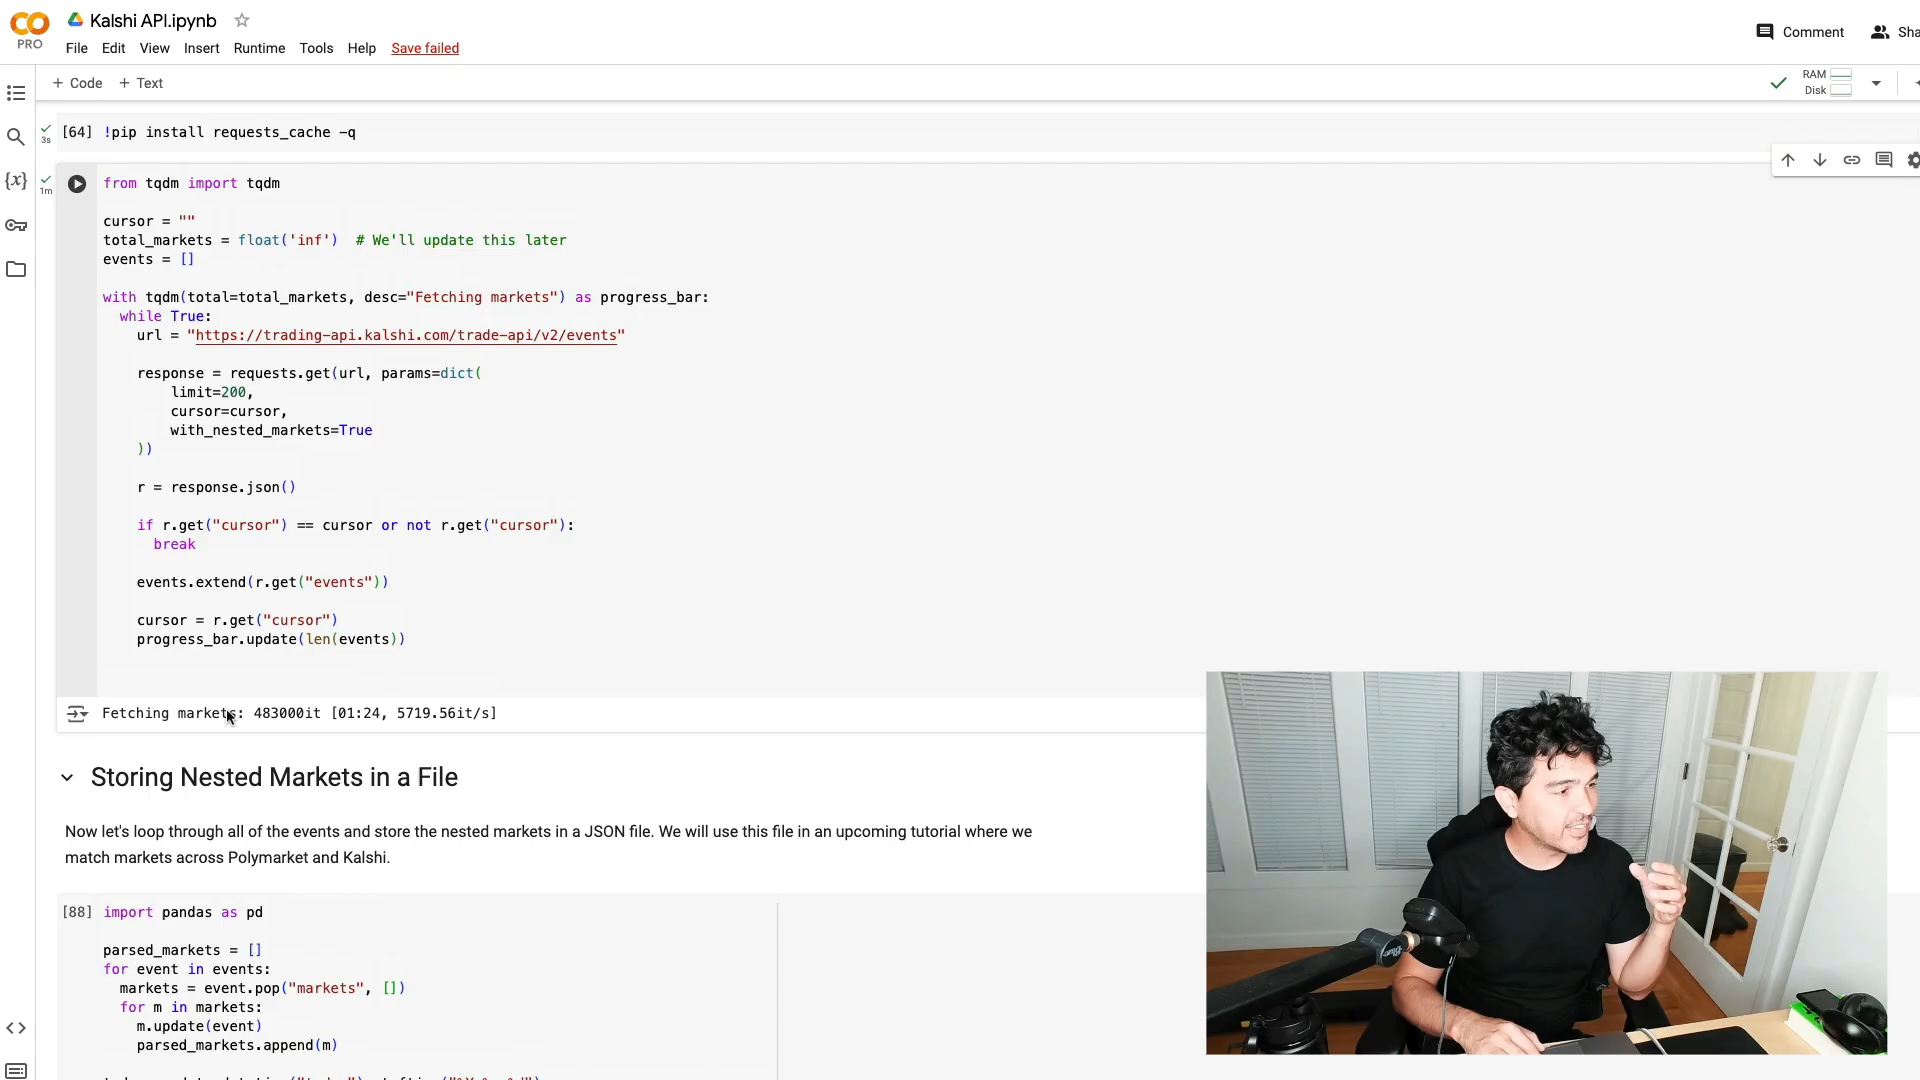 Kalshi API.ipynb
PRO
File Edit View Insert Runtime Tools Help Save failed
Comment
+ Code + Text
RAM
Disk
3s
[64] !pip install requests_cache -q
1m
from tqdm import tqdm
cursor = ""
total_markets = float('inf')  # We'll update this later
events = []
with tqdm(total=total_markets, desc="Fetching markets") as progress_bar:
while True:
url = "https://trading-api.kalshi.com/trade-api/v2/events"
response = requests.get(url, params=dict(
limit=200,
cursor=cursor,
with_nested_markets=True
))
r = response.json()
if r.get("cursor") == cursor or not r.get("cursor"):
break
events.extend(r.get("events"))
cursor = r.get("cursor")
progress_bar.update(len(events))
Fetching markets: 483000it [01:24, 5719.56it/s]
Storing Nested Markets in a File
Now let's loop through all of the events and store the nested markets in a JSON file. We will use this file in an upcoming tutorial where we
match markets across Polymarket and Kalshi.
[88] import pandas as pd
parsed_markets = []
for event in events:
markets = event.pop("markets", [])
for m in markets:
m.update(event)
parsed_markets.append(m)